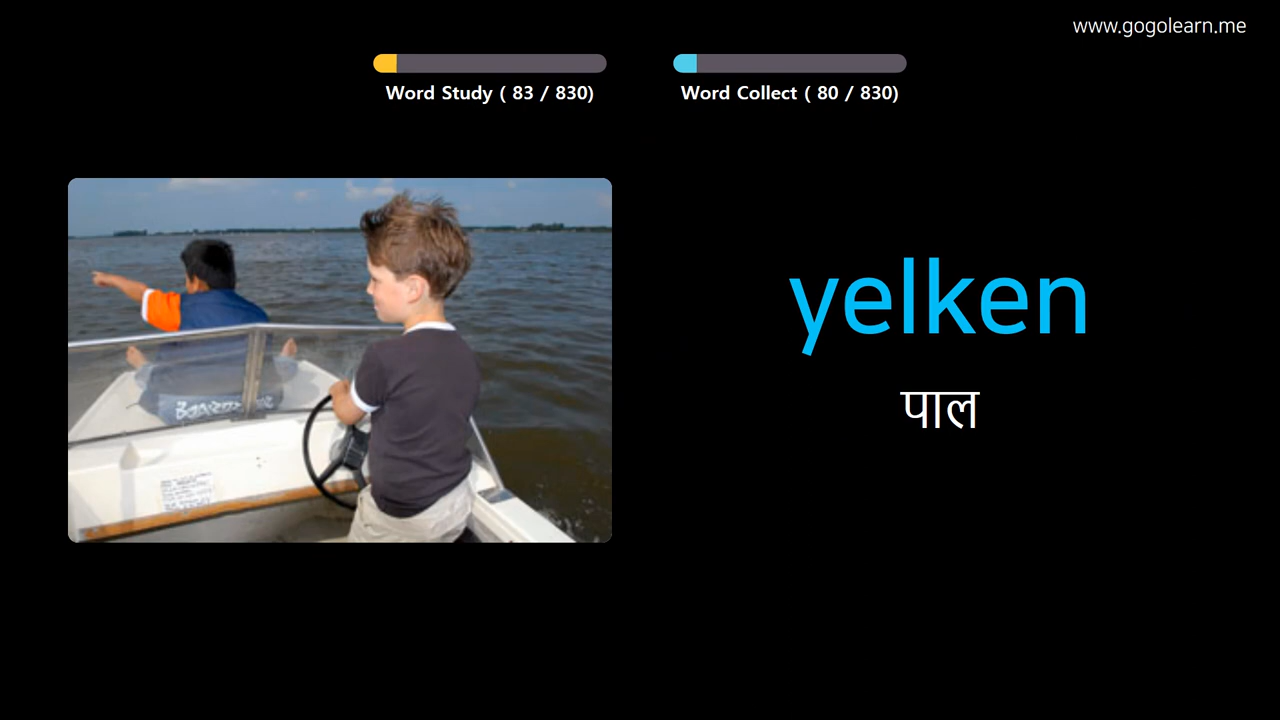 www.gogolearn.me
Word Study ( 83 / 830)
Word Collect ( 80 / 830)
yelken
पाल